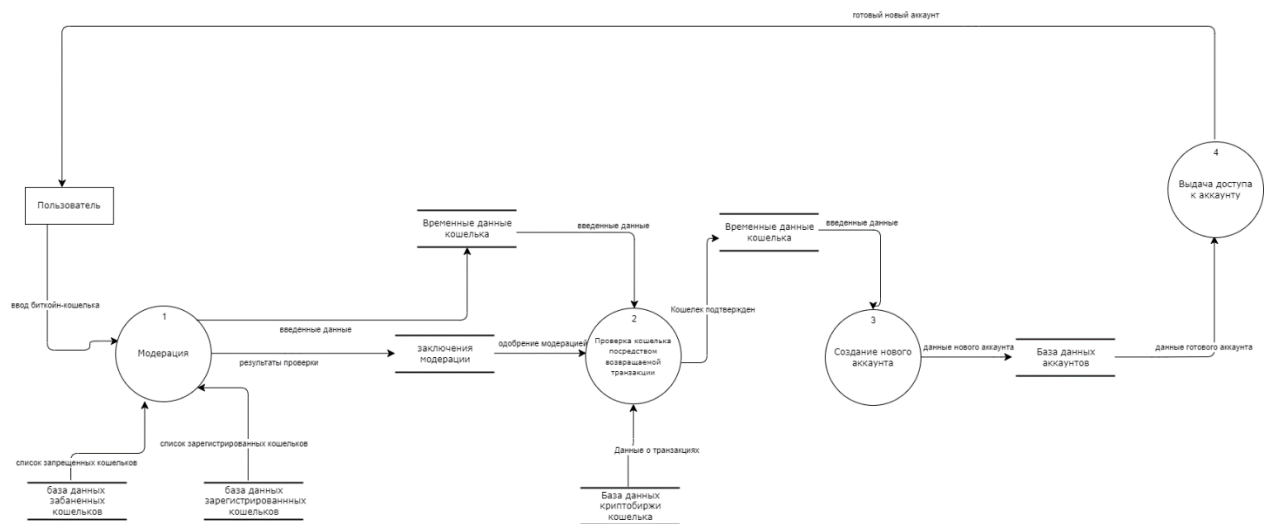 готовый новый аккаунт
4
Выдача доступа
к аккаунту
Пользователь
Временные данные
кошелька
введенные данные
Временные данные
кошелька
введенные данные
ввод биткойн-кошелька
Кошелек подтвержден
1
Модерация
введенные данные
результаты проверки
заключения
модерации
одобрение модерацией
2
Проверка кошелька
посредством
возвращаемой
транзакции
3
Создание нового
аккаунта
данные нового аккаунта
База данных
аккаунтов
данные готового аккаунта
список зарегистрированных кошельков
список запрещенных кошельков
Данные о транзакциях
база данных
забаненных
кошельков
база данных
зарегистрированнных
кошельков
База данных
криптобиржи
кошелька